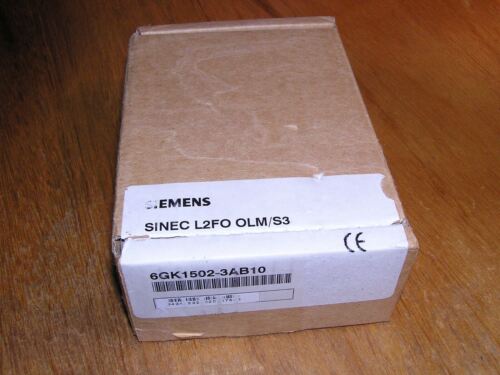 SIEMENS
SINEC L2FO OLM/S3
CE
6GK1502-3AB10